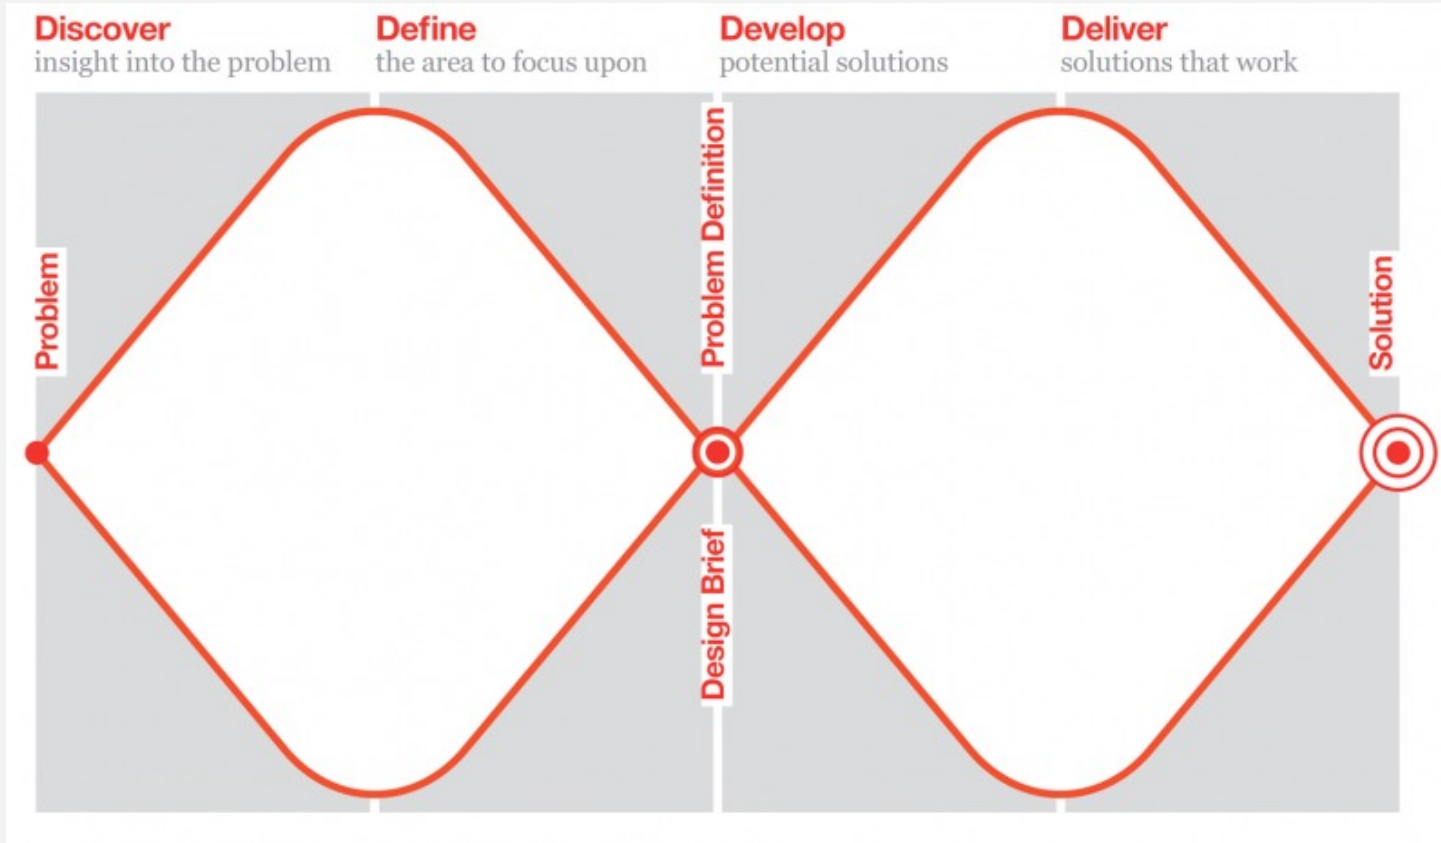 Discover
insight into the problem
Define
the area to focus upon
Develop
potential solutions
Deliver
solutions that work
Problem
Problem Definition
Design Brief
Solution